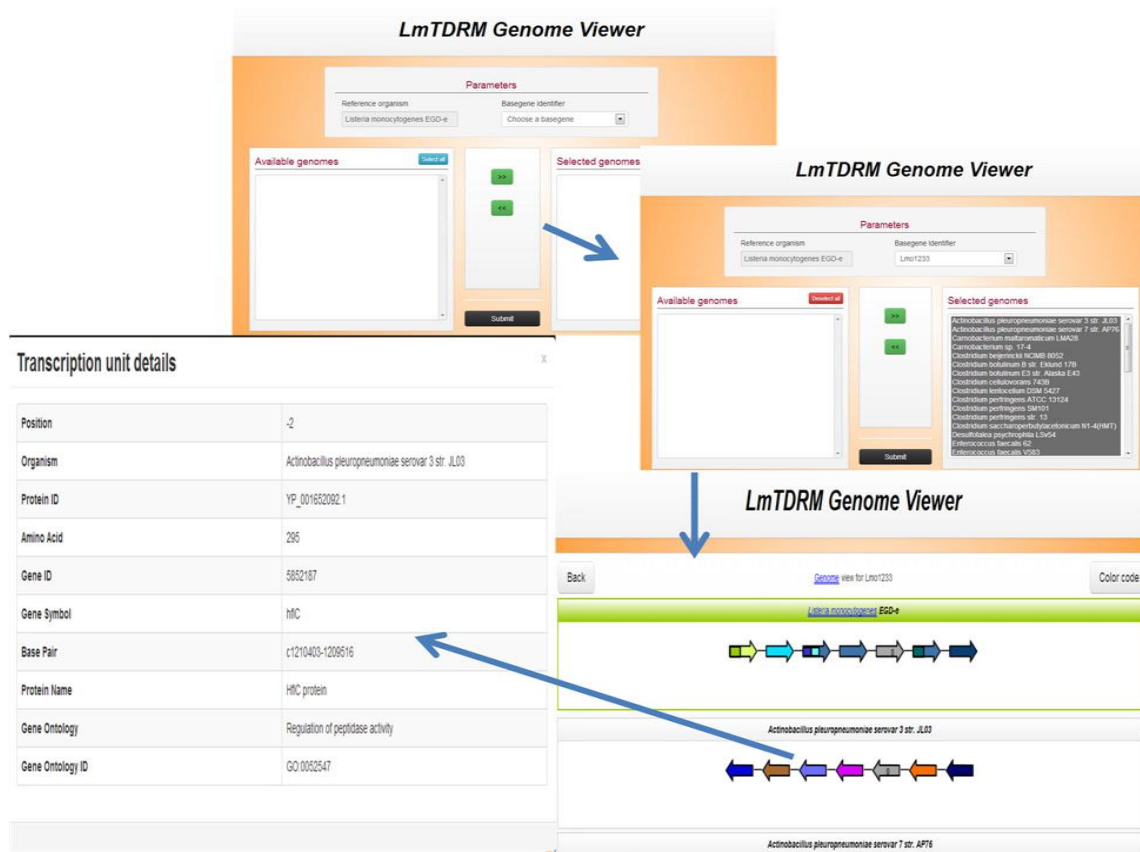 LmTDRM Genome Viewer
Parameters
Reference organism Basegene Identifier
Listeria monocytogenes EGD-e Choose a basegene
Available genomes Select all >> Selected genomes
<<
Submit
LmTDRM Genome Viewer
Parameters
Reference organism Basegene Identifier
Listeria monocytogenes EGD-e Lmo1233
Available genomes Deselect all >> Selected genomes
<<
Submit
Actinobacillus pleuropneumoniae serovar 3 str. JL03
Actinobacillus pleuropneumoniae serovar 7 str. AP76
Carnobacterium maltaromaticum LMA28
Carnobacterium sp. 17-4
Clostridium beijerinckii NCIMB 8052
Clostridium botulinum B str. Eklund 17B
Clostridium botulinum E3 str. Alaska E43
Clostridium cellulovorans 743B
Clostridium lentocellum DSM 5427
Clostridium perfringens ATCC 13124
Clostridium perfringens SM101
Clostridium perfringens str. 13
Clostridium saccharoperbutylacetonicum N1-4(HMT)
Desulfotalea psychrophila LSv54
Enterococcus faecalis 62
Enterococcus faecalis V583
Transcription unit details x
Position -2
Organism Actinobacillus pleuropneumoniae serovar 3 str. JL03
Protein ID YP_001652092.1
Amino Acid 295
Gene ID 5852187
Gene Symbol hflC
Base Pair c1210403-1209516
Protein Name HflC protein
Gene Ontology Regulation of peptidase activity
Gene Ontology ID GO:0052547
LmTDRM Genome Viewer
Back Genome view for Lmo1233 Color code
Listeria monocytogenes EGD-e
Actinobacillus pleuropneumoniae serovar 3 str. JL03
Actinobacillus pleuropneumoniae serovar 7 str. AP76